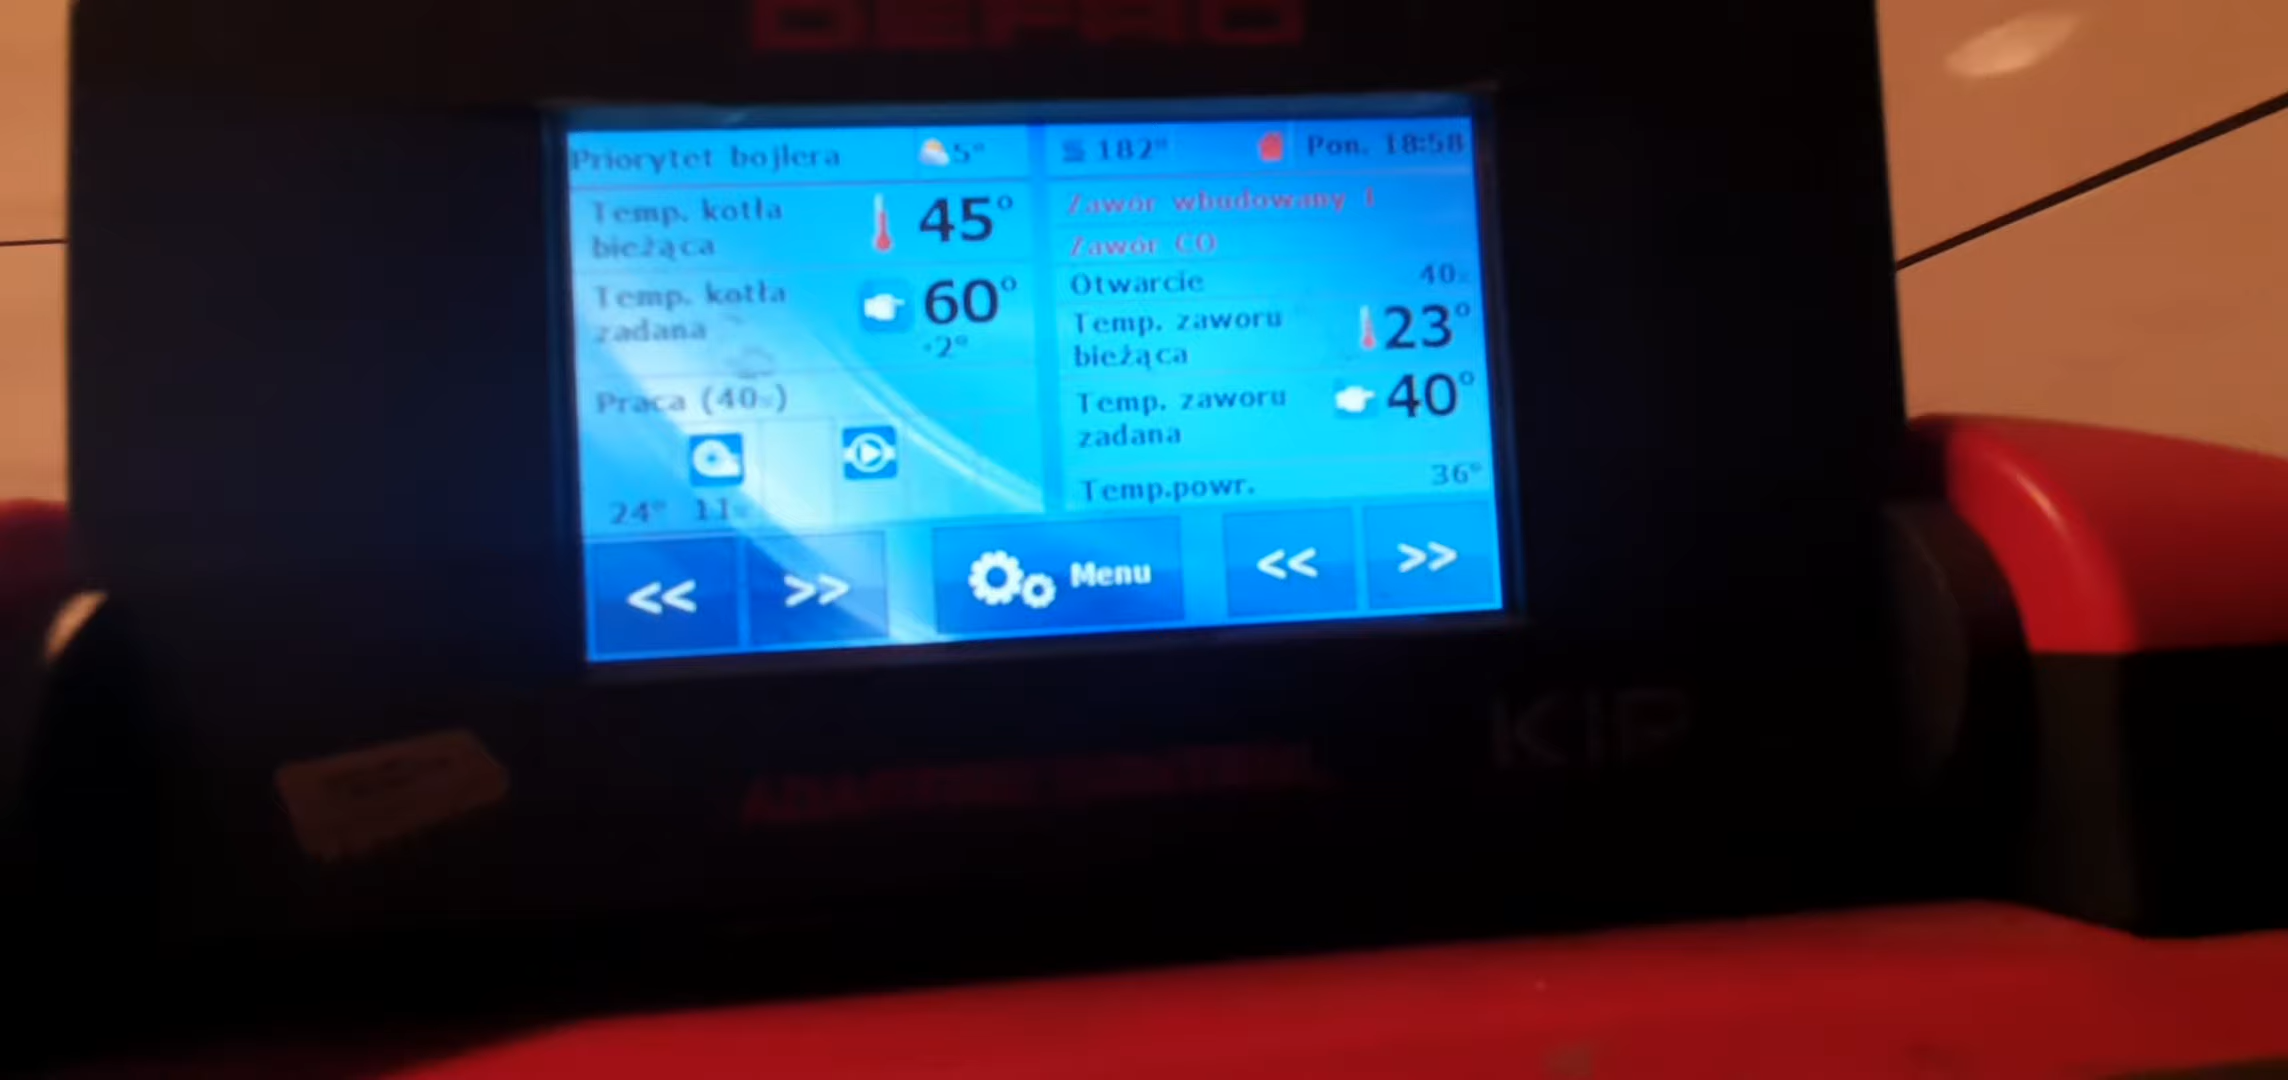 DEFRO
Priorytet bojlera 5° 182° Pon. 18:58
Temp. kotła
bieżąca
45°
Temp. kotła
zadana
60°
2°
Praca (40%)
24° 11%
Zawór wbudowany 1
Zawór CO
Otwarcie 40%
Temp. zaworu
bieżąca
23°
Temp. zaworu
zadana
40°
Temp.powr. 36°
<< >> Menu << >>